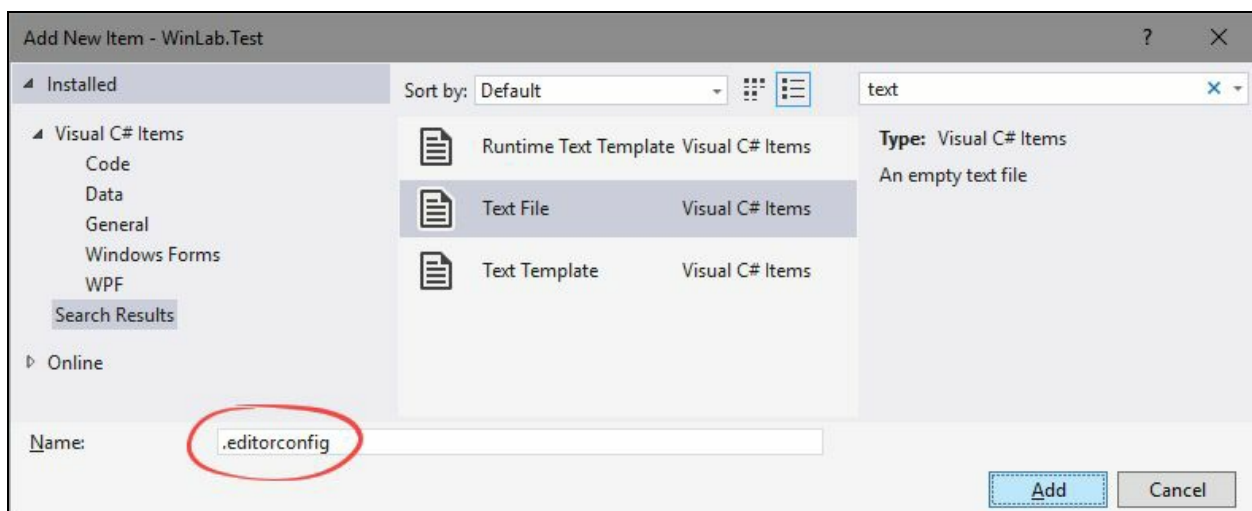 Add New Item - WinLab.Test
?
Installed
Visual C# Items
Code
Data
General
Windows Forms
WPF
Search Results
Online
Sort by: Default
Runtime Text Template Visual C# Items
Text File Visual C# Items
Text Template Visual C# Items
text
Type: Visual C# Items
An empty text file
Name: .editorconfig
Add Cancel